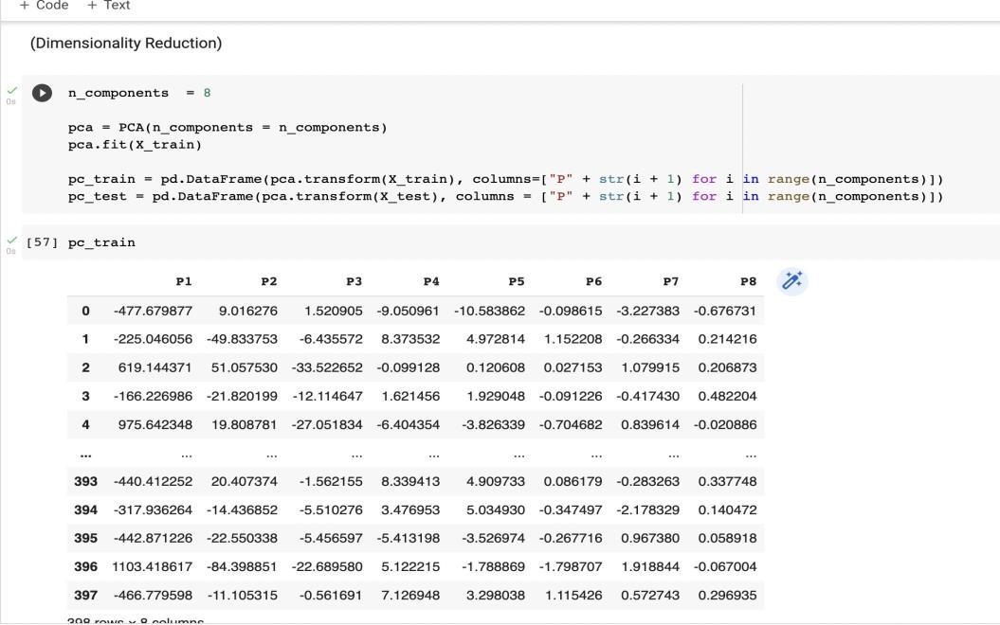 + Code + Text
(Dimensionality Reduction)
0s
n_components = 8
pca = PCA(n_components = n_components)
pca.fit(X_train)
pc_train = pd.DataFrame(pca.transform(X_train), columns=["P" + str(i + 1) for i in range(n_components)])
pc_test = pd.DataFrame(pca.transform(X_test), columns = ["P" + str(i + 1) for i in range(n_components)])
0s
[57] pc_train
P1 P2 P3 P4 P5 P6 P7 P8
0 -477.679877 9.016276 1.520905 -9.050961 -10.583862 -0.098615 -3.227383 -0.676731
1 -225.046056 -49.833753 -6.435572 8.373532 4.972814 1.152208 -0.266334 0.214216
2 619.144371 51.057530 -33.522652 -0.099128 0.120608 0.027153 1.079915 0.206873
3 -166.226986 -21.820199 -12.114647 1.621456 1.929048 -0.091226 -0.417430 0.482204
4 975.642348 19.808781 -27.051834 -6.404354 -3.826339 -0.704682 0.839614 -0.020886
... ... ... ... ... ... ... ... ...
393 -440.412252 20.407374 -1.562155 8.339413 4.909733 0.086179 -0.283263 0.337748
394 -317.936264 -14.436852 -5.510276 3.476953 5.034930 -0.347497 -2.178329 0.140472
395 -442.871226 -22.550338 -5.456597 -5.413198 -3.526974 -0.267716 0.967380 0.058918
396 1103.418617 -84.398851 -22.689580 5.122215 -1.788869 -1.798707 1.918844 -0.067004
397 -466.779598 -11.105315 -0.561691 7.126948 3.298038 1.115426 0.572743 0.296935
398 rows × 8 columns